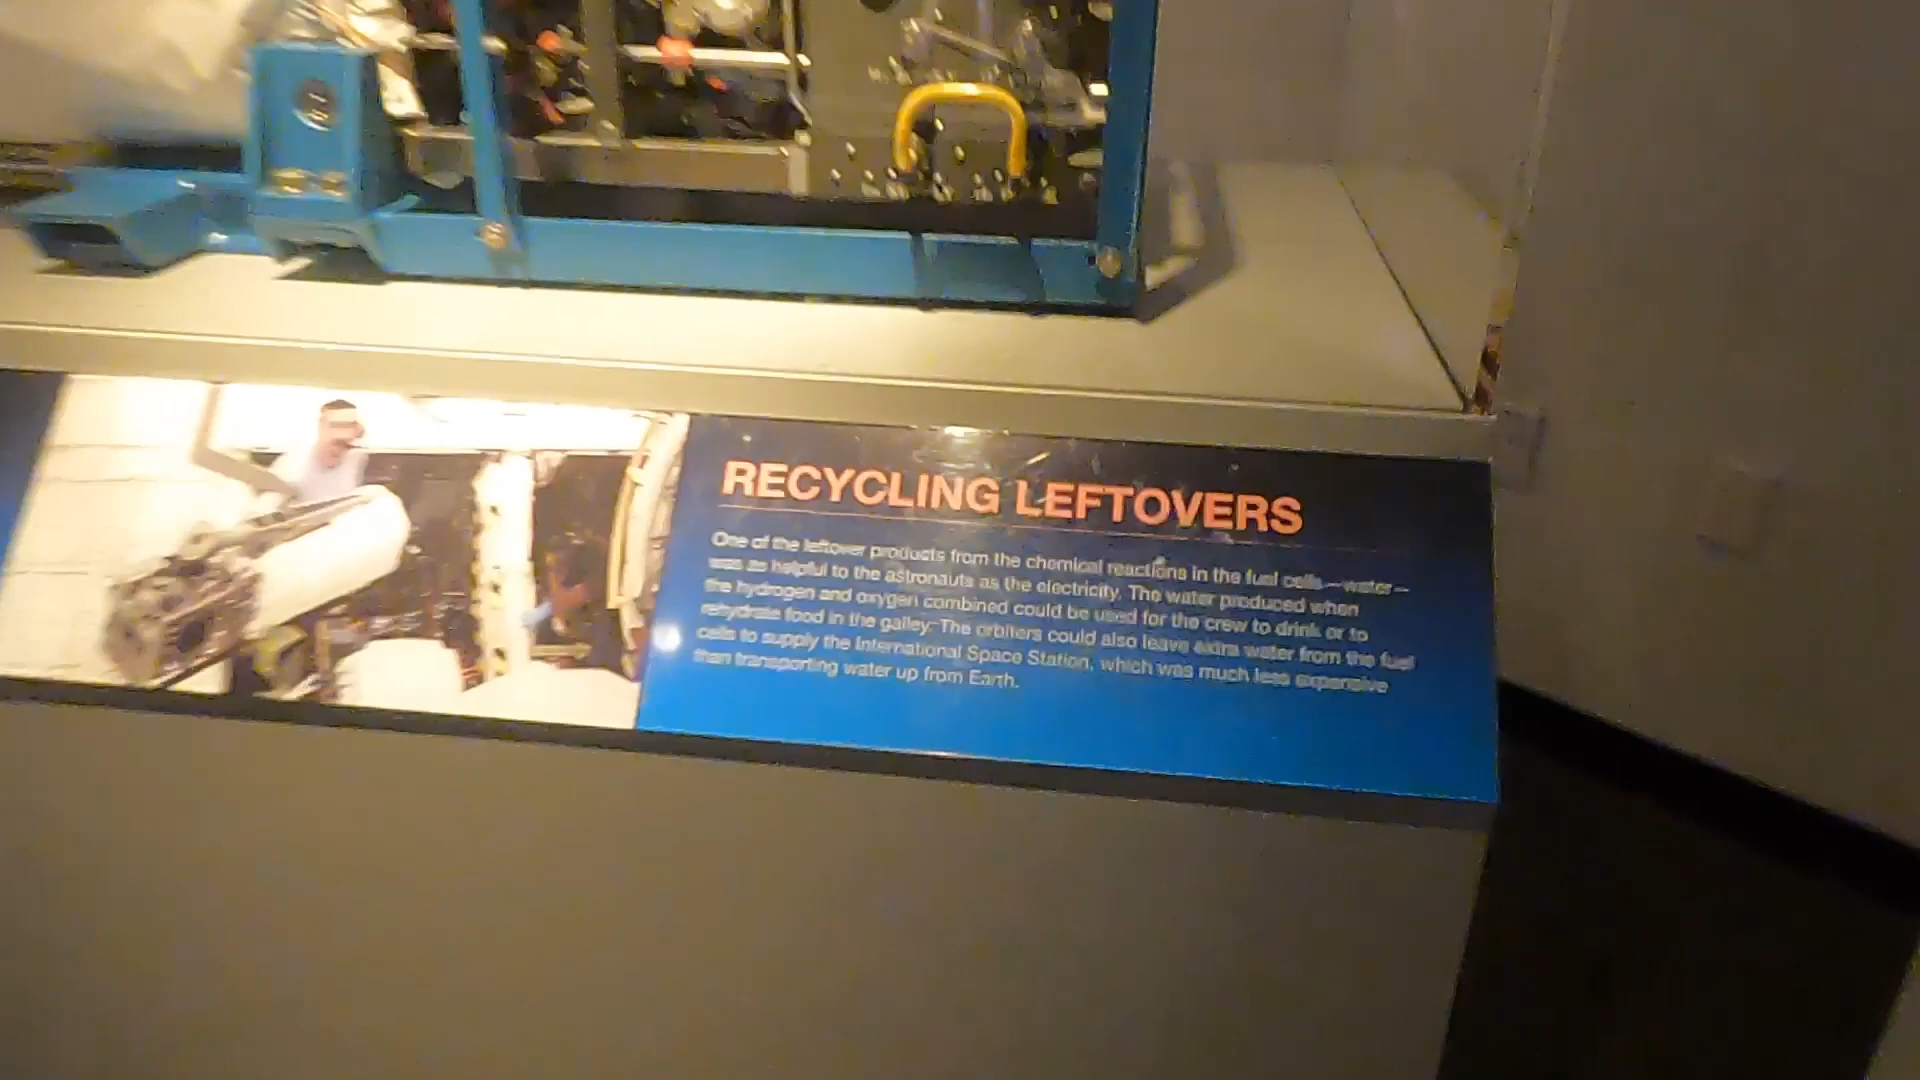 RECYCLING LEFTOVERS
One of the leftover products from the chemical reactions in the fuel cells—water—
was as helpful to the astronauts as the electricity. The water produced when
the hydrogen and oxygen combined could be used for the crew to drink or to
rehydrate food in the galley. The orbiters could also leave extra water from the fuel
cells to supply the International Space Station, which was much less expensive
than transporting water up from Earth.